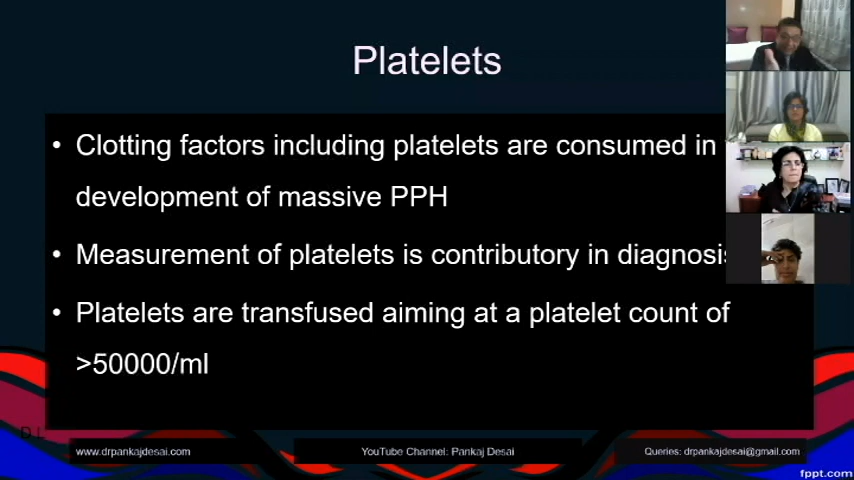 Platelets
• Clotting factors including platelets are consumed in
development of massive PPH
• Measurement of platelets is contributory in diagnosis
• Platelets are transfused aiming at a platelet count of
>50000/ml
www.drpankajdesai.com
YouTube Channel: Pankaj Desai
Queries: drpankajdesai@gmail.com
fppt.com